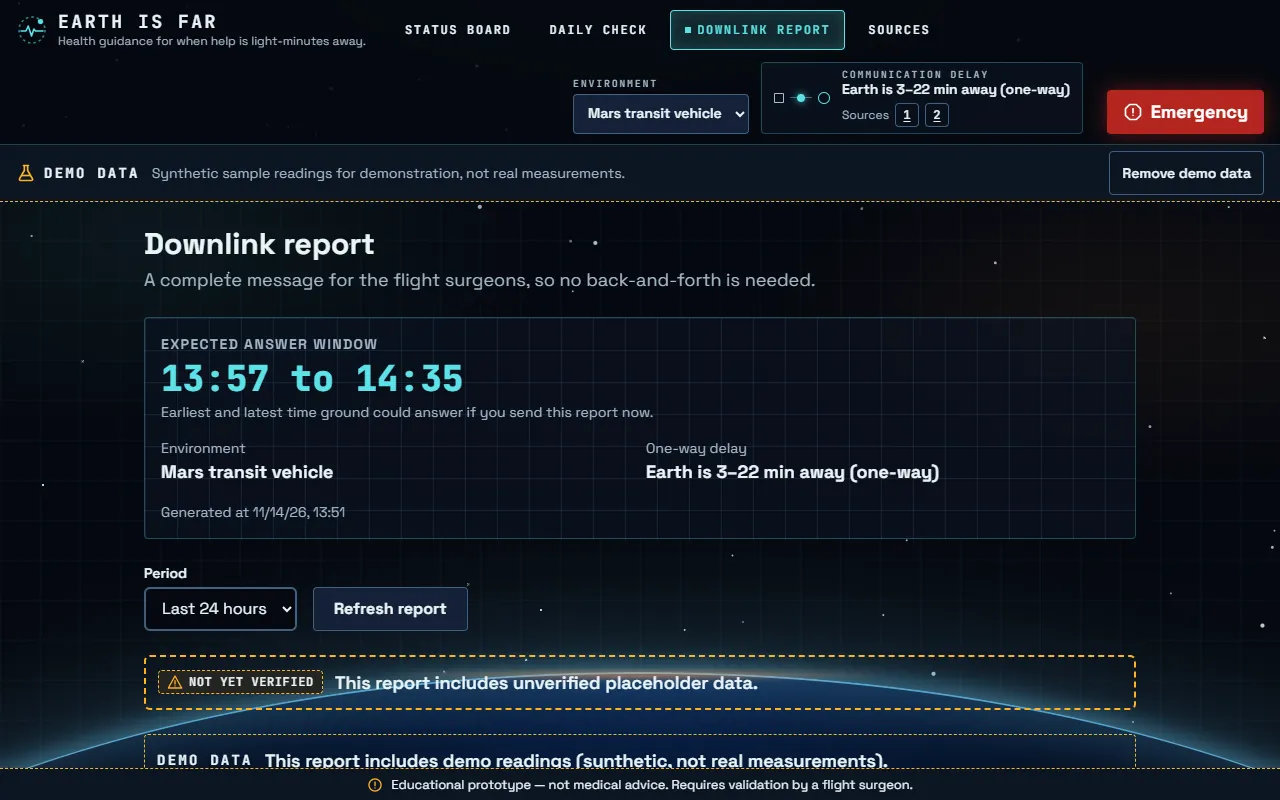 EARTH IS FAR
Health guidance for when help is light-minutes away.
STATUS BOARD
DAILY CHECK
DOWNLINK REPORT
SOURCES
ENVIRONMENT
Mars transit vehicle
COMMUNICATION DELAY
Earth is 3–22 min away (one-way)
Sources 1 2
Emergency
DEMO DATA Synthetic sample readings for demonstration, not real measurements.
Remove demo data
Downlink report
A complete message for the flight surgeons, so no back-and-forth is needed.
EXPECTED ANSWER WINDOW
13:57 to 14:35
Earliest and latest time ground could answer if you send this report now.
Environment
Mars transit vehicle
One-way delay
Earth is 3–22 min away (one-way)
Generated at 11/14/26, 13:51
Period
Last 24 hours
Refresh report
NOT YET VERIFIED This report includes unverified placeholder data.
DEMO DATA This report includes demo readings (synthetic, not real measurements).
Educational prototype — not medical advice. Requires validation by a flight surgeon.